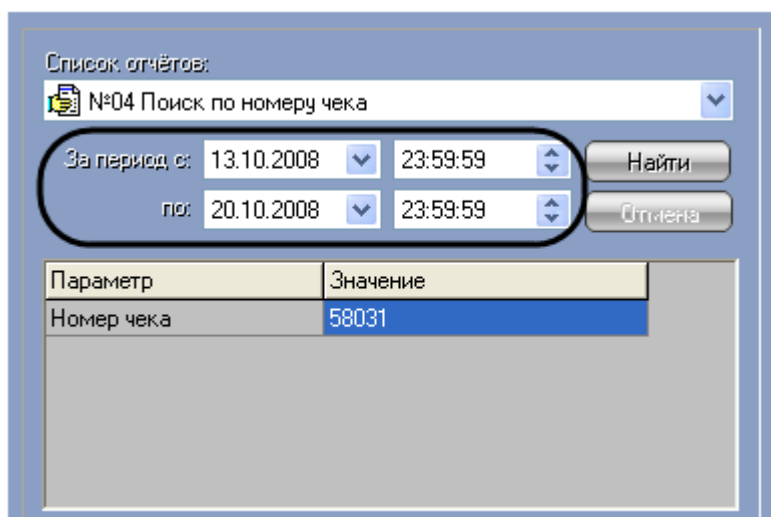 Список отчётов:
№04 Поиск по номеру чека
За период с: 13.10.2008 23:59:59 Найти
по: 20.10.2008 23:59:59 Отмена
Параметр Значение
Номер чека 58031